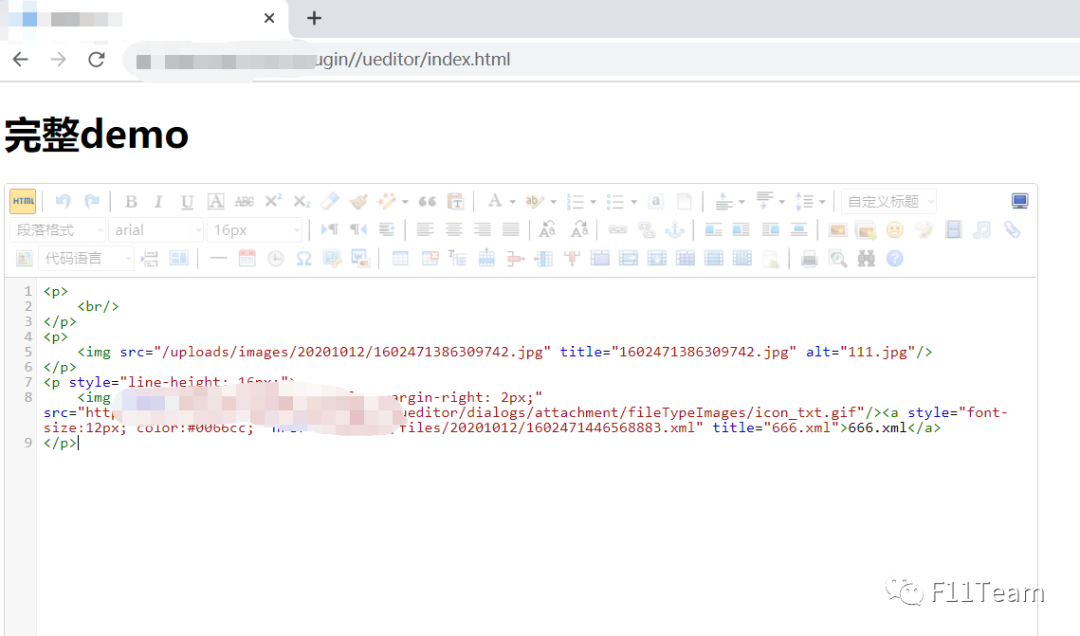 ugin//ueditor/index.html
完整demo
HTML B I U A ABC X² X₂ A ab a 自定义标题
段落格式 arial 16px
代码语言
1 <p>
2 <br/>
3 </p>
4 <p>
5 <img src="/uploads/images/20201012/1602471386309742.jpg" title="1602471386309742.jpg" alt="111.jpg"/>
6 </p>
7 <p style="line-height: 16px;">
8 <img argin-right: 2px;"
src="http ueditor/dialogs/attachment/fileTypeImages/icon_txt.gif"/><a style="font-
size:12px; color:#0066cc; files/20201012/1602471446568883.xml" title="666.xml">666.xml</a>
9 </p>
F11Team